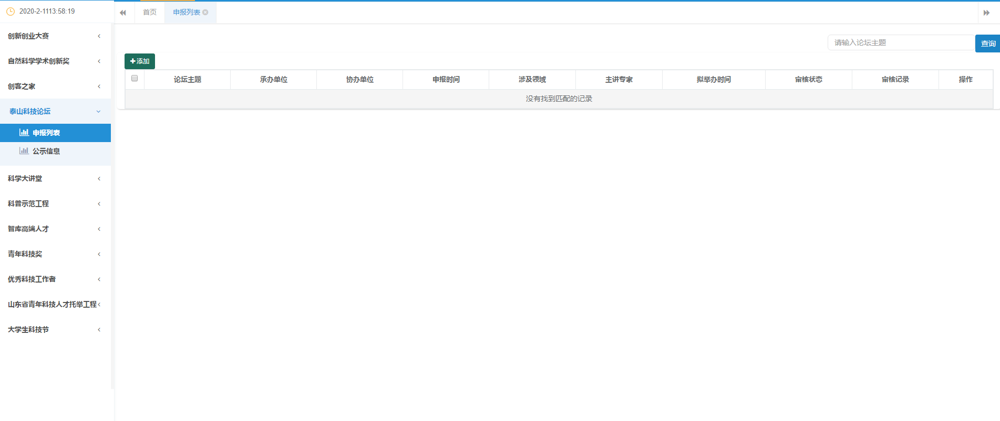 2020-2-1113:58:19
首页 申报列表
创新创业大赛
自然科学学术创新奖
创客之家
泰山科技论坛
申报列表
公示信息
科学大讲堂
科普示范工程
智库高端人才
青年科技奖
优秀科技工作者
山东省青年科技人才托举工程
大学生科技节
请输入论坛主题 查询
添加
论坛主题 承办单位 协办单位 申报时间 涉及领域 主讲专家 拟举办时间 审核状态 审核记录 操作
没有找到匹配的记录